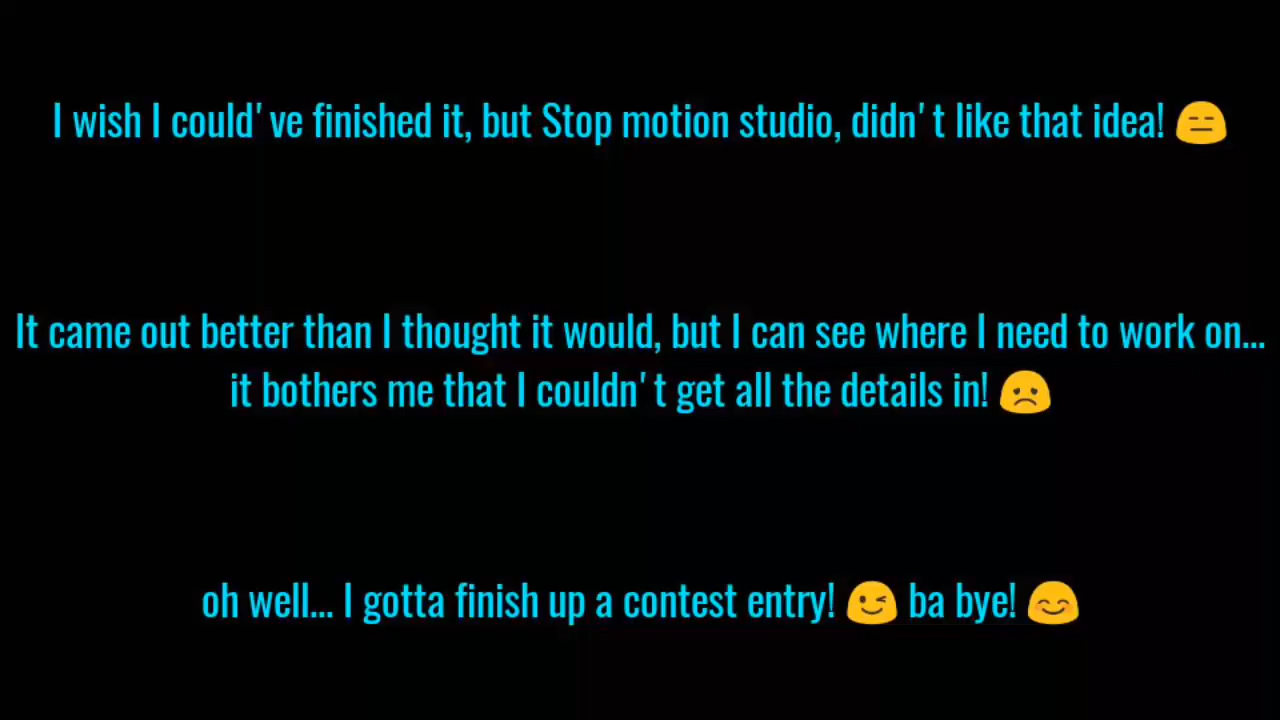 I wish I could've finished it, but Stop motion studio, didn't like that idea! 😑
It came out better than I thought it would, but I can see where I need to work on...
it bothers me that I couldn't get all the details in! ☹️
oh well... I gotta finish up a contest entry! 😉 ba bye! 😊